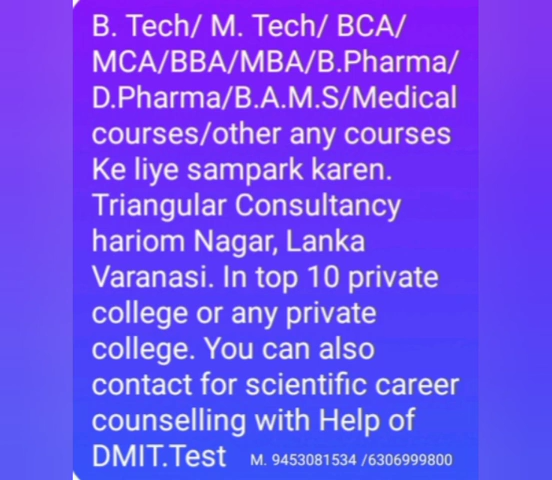 B. Tech/ M. Tech/ BCA/
MCA/BBA/MBA/B.Pharma/
D.Pharma/B.A.M.S/Medical
courses/other any courses
Ke liye sampark karen.
Triangular Consultancy
hariom Nagar, Lanka
Varanasi. In top 10 private
college or any private
college. You can also
contact for scientific career
counselling with Help of
DMIT.Test M. 9453081534 /6306999800